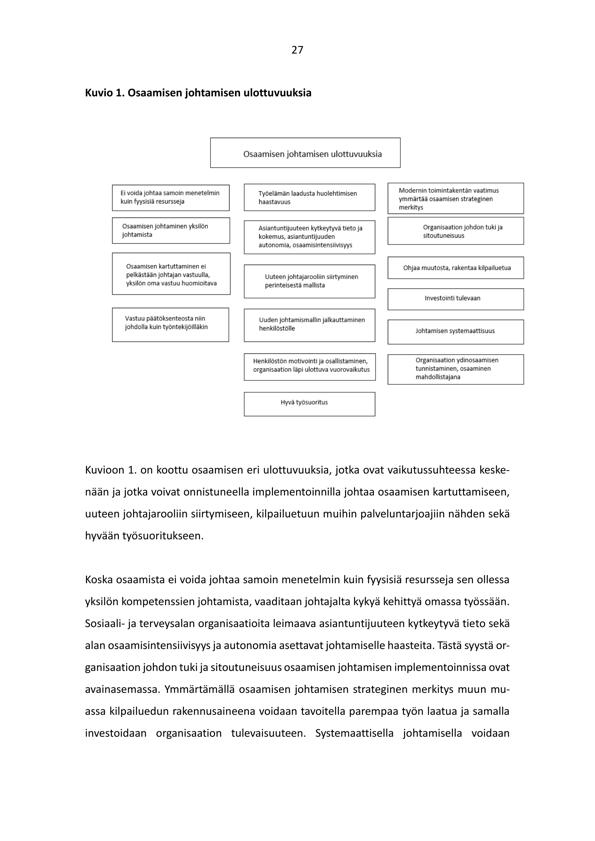 27
Kuvio 1. Osaamisen johtamisen ulottuvuuksia
Osaamisen johtamisen ulottuvuuksia
Ei voida johtaa samoin menetelmin
kuin fyysisiä resursseja
Osaamisen johtaminen yksilön
johtamista
Osaamisen kartuttaminen ei
pelkästään johtajan vastuulla,
yksilön oma vastuu huomioitava
Vastuu päätöksenteosta niin
johdolla kuin työntekijöilläkin
Työelämän laadusta huolehtimisen
haastavuus
Asiantuntijuuteen kytkeytyvä tieto ja
kokemus, asiantuntijuuden
autonomia, osaamisintensiivisyys
Uuteen johtajarooliin siirtyminen
perinteisestä mallista
Uuden johtamismallin jalkauttaminen
henkilöstölle
Henkilöstön motivointi ja osallistaminen,
organisaation läpi ulottuva vuorovaikutus
Hyvä työsuoritus
Modernin toimintakentän vaatimus
ymmärtää osaamisen strateginen
merkitys
Organisaation johdon tuki ja
sitoutuneisuus
Ohjaa muutosta, rakentaa kilpailuetua
Investointi tulevaan
Johtamisen systemaattisuus
Organisaation ydinosaamisen
tunnistaminen, osaaminen
mahdollistajana
Kuvioon 1. on koottu osaamisen eri ulottuvuuksia, jotka ovat vaikutussuhteessa keske-
nään ja jotka voivat onnistuneella implementoinnilla johtaa osaamisen kartuttamiseen,
uuteen johtajarooliin siirtymiseen, kilpailuetuun muihin palveluntarjoajiin nähden sekä
hyvään työsuoritukseen.
Koska osaamista ei voida johtaa samoin menetelmin kuin fyysisiä resursseja sen ollessa
yksilön kompetenssien johtamista, vaaditaan johtajalta kykyä kehittyä omassa työssään.
Sosiaali- ja terveysalan organisaatioita leimaava asiantuntijuuteen kytkeytyvä tieto sekä
alan osaamisintensiivisyys ja autonomia asettavat johtamiselle haasteita. Tästä syystä or-
ganisaation johdon tuki ja sitoutuneisuus osaamisen johtamisen implementoinnissa ovat
avainasemassa. Ymmärtämällä osaamisen johtamisen strateginen merkitys muun mu-
assa kilpailuedun rakennusaineena voidaan tavoitella parempaa työn laatua ja samalla
investoidaan organisaation tulevaisuuteen. Systemaattisella johtamisella voidaan